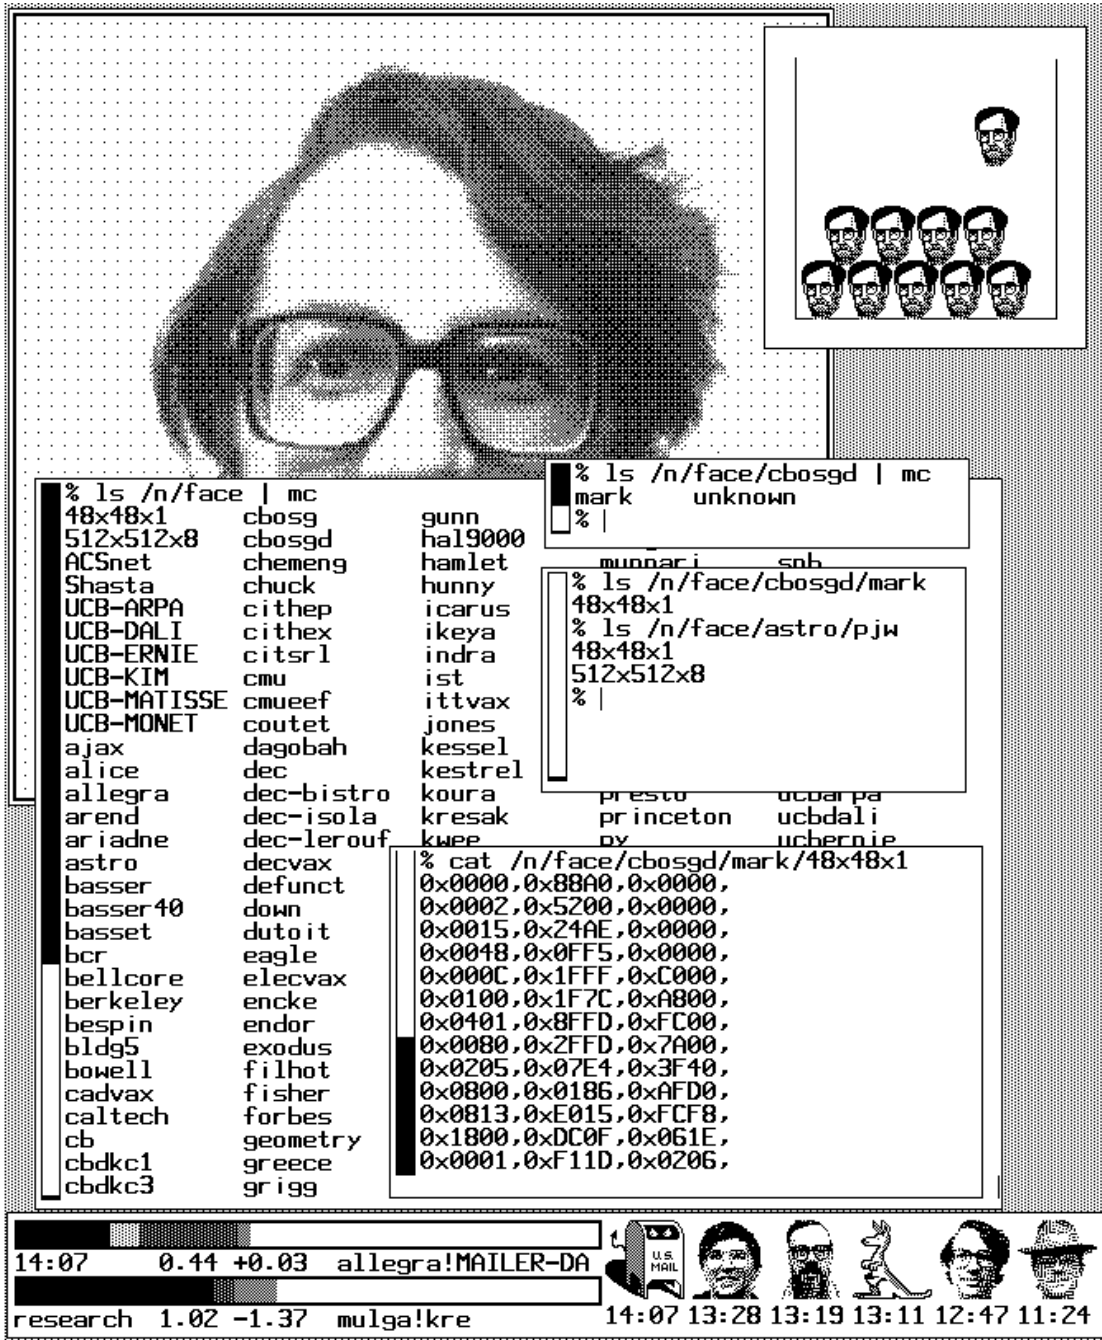 % ls /n/face/cbosgd | mc
mark unknown
% |
% ls /n/face | mc
48x48x1 cbosg gunn
512x512x8 cbosgd hal9000
ACSnet chemeng hamlet munnari snb
Shasta chuck hunny
UCB-ARPA cithep icarus
UCB-DALI cithex ikeya
UCB-ERNIE citsrl indra
UCB-KIM cmu ist
UCB-MATISSE cmueef ittvax
UCB-MONET coutet jones
ajax dagobah kessel
alice dec kestrel
allegra dec-bistro koura presto ucbarpa
arend dec-isola kresak princeton ucbdali
ariadne dec-lerouf kwee py ucbernie
astro decvax
basser defunct
basser40 down
basset dutoit
bcr eagle
bellcore elecvax
berkeley encke
bespin endor
bldg5 exodus
bowell filhot
cadvax fisher
caltech forbes
cb geometry
cbdkc1 greece
cbdkc3 grigg
% ls /n/face/cbosgd/mark
48x48x1
% ls /n/face/astro/pjw
48x48x1
512x512x8
% |
% cat /n/face/cbosgd/mark/48x48x1
0x0000,0x88A0,0x0000,
0x0002,0x5200,0x0000,
0x0015,0x24AE,0x0000,
0x0048,0x0FF5,0x0000,
0x000C,0x1FFF,0xC000,
0x0100,0x1F7C,0xA800,
0x0401,0x8FFD,0xFC00,
0x0080,0x2FFD,0x7A00,
0x0205,0x07E4,0x3F40,
0x0800,0x0186,0xAFD0,
0x0813,0xE015,0xFCF8,
0x1800,0xDC0F,0x061E,
0x0001,0xF11D,0x0206,
14:07 0.44 +0.03 allegra!MAILER-DA
research 1.02 -1.37 mulga!kre
U.S.
MAIL
14:07 13:28 13:19 13:11 12:47 11:24